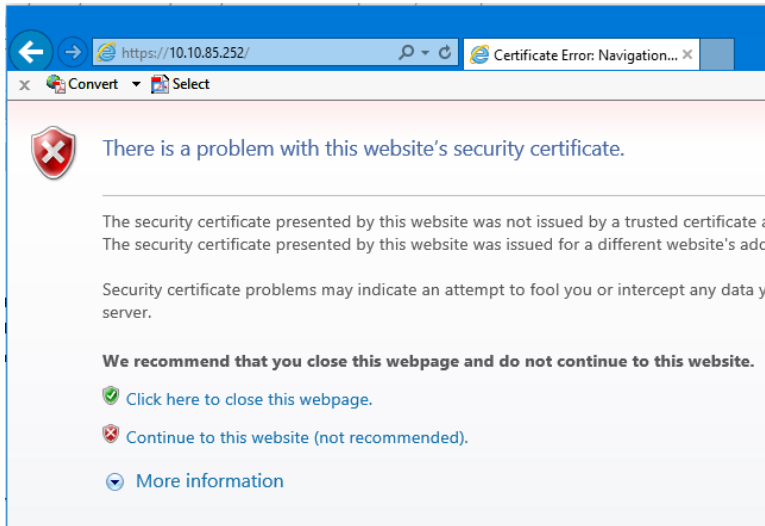 https://10.10.85.252/
Certificate Error: Navigation...
x Convert Select
There is a problem with this website's security certificate.
The security certificate presented by this website was not issued by a trusted certificate
The security certificate presented by this website was issued for a different website's
Security certificate problems may indicate an attempt to fool you or intercept any data
server.
We recommend that you close this webpage and do not continue to this website.
Click here to close this webpage.
Continue to this website (not recommended).
More information